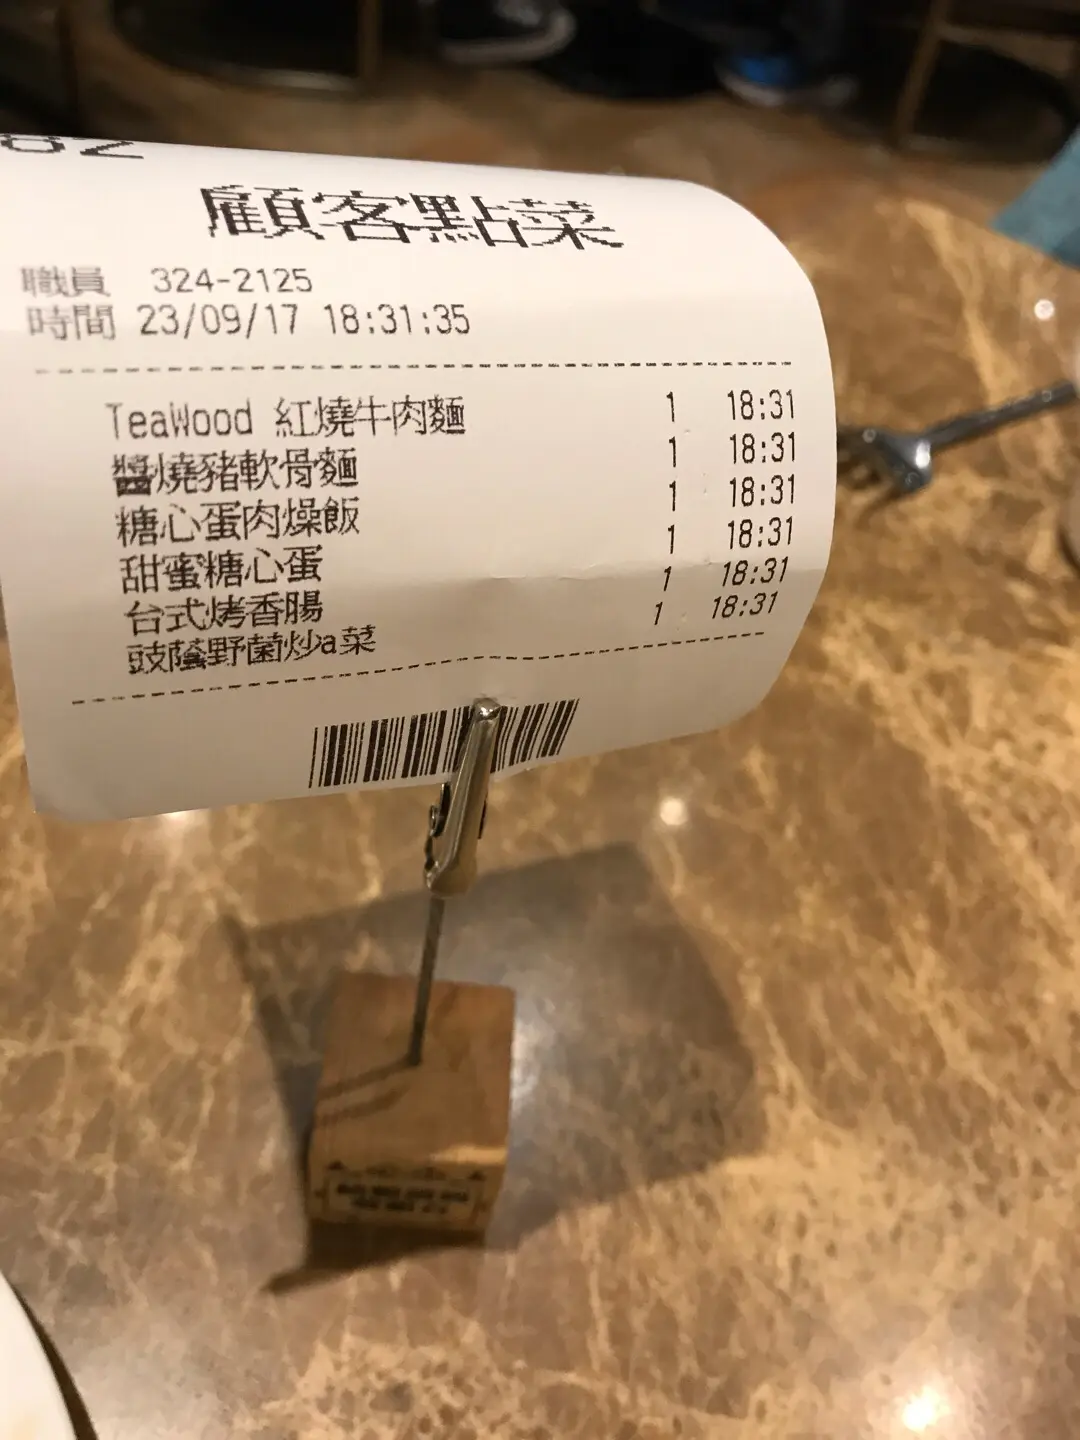 顧客點菜
職員 324-2125
時間 23/09/17 18:31:35
TeaWood 紅燒牛肉麵 1 18:31
醬燒豬軟骨麵 1 18:31
糖心蛋肉燥飯 1 18:31
甜蜜糖心蛋 1 18:31
台式烤香腸 1 18:31
豉蔭野菌炒a菜 1 18:31